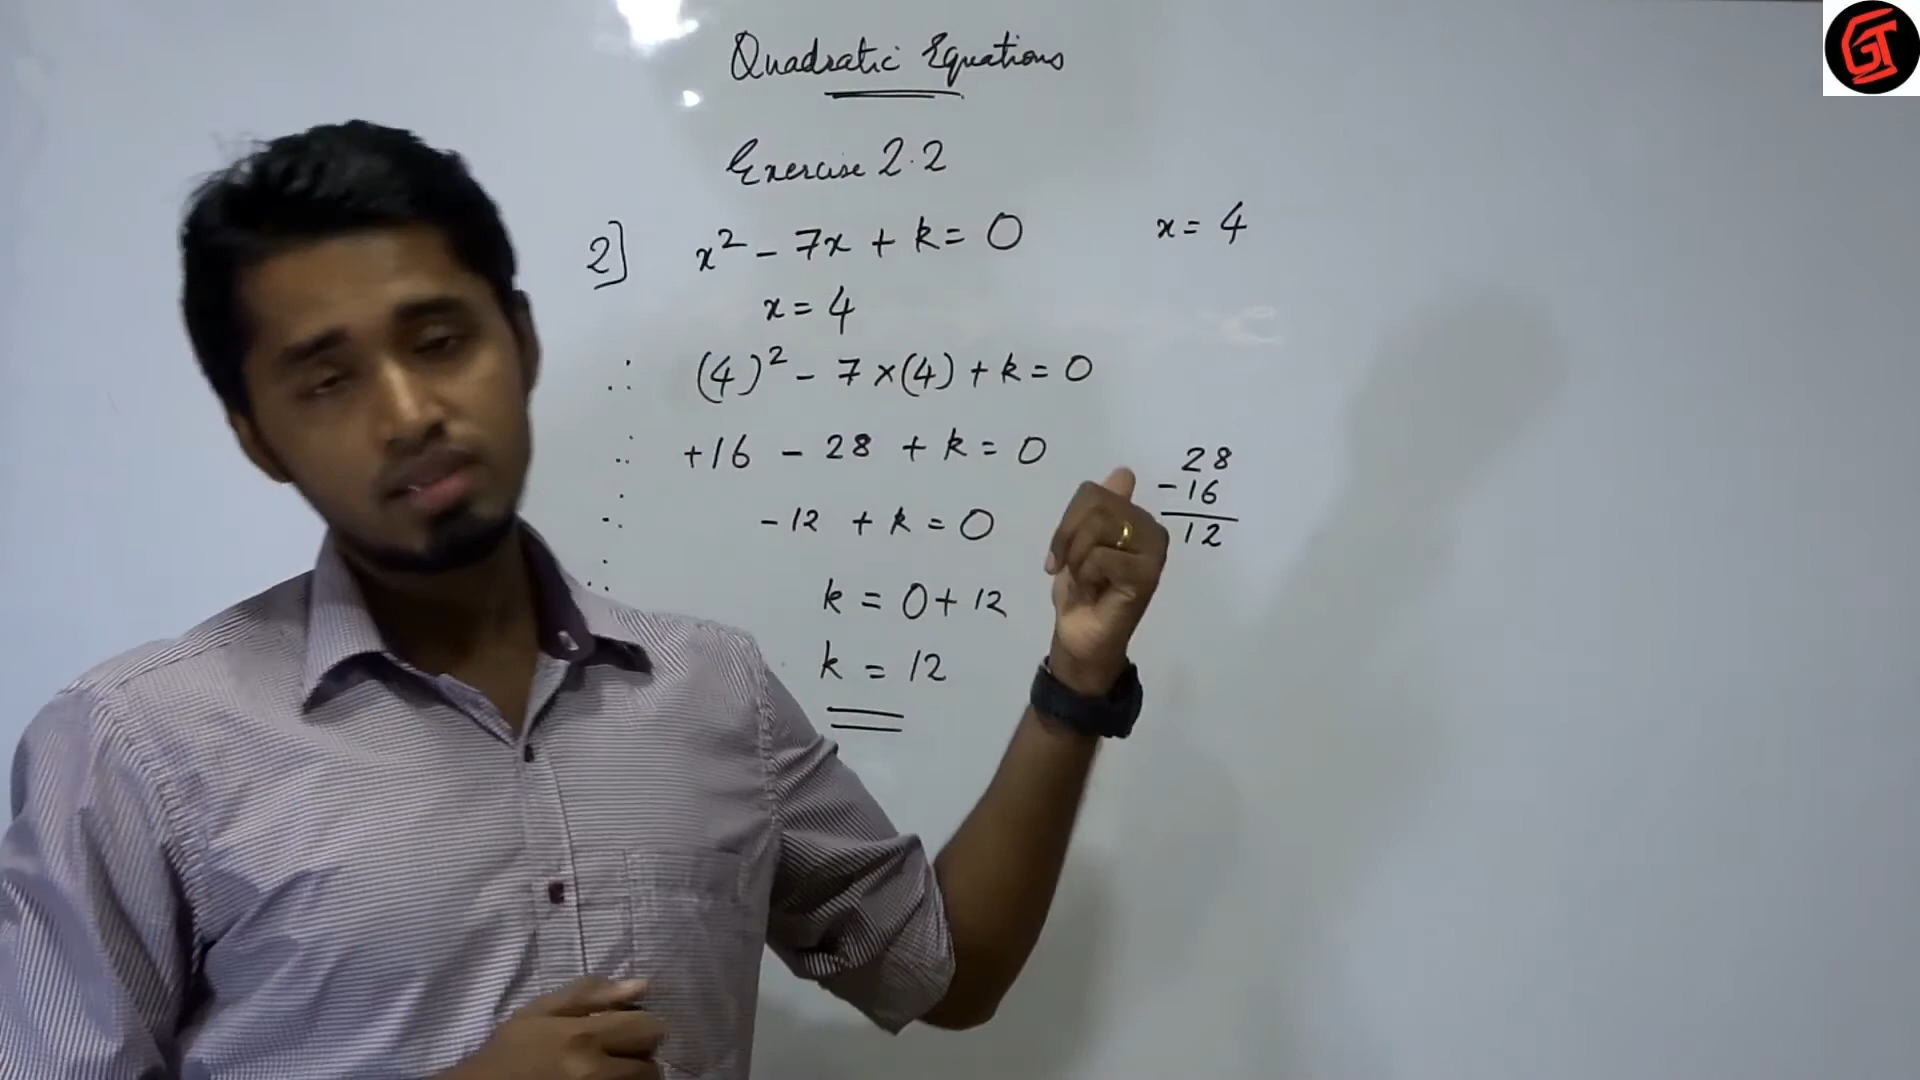 Quadratic Equations
Exercise 2.2
2] x² - 7x + k = 0 x = 4
x = 4
∴ (4)² - 7 × (4) + k = 0
∴ +16 - 28 + k = 0
28
- 16
12
∴ -12 + k = 0
∴ k = 0 + 12
k = 12
GT